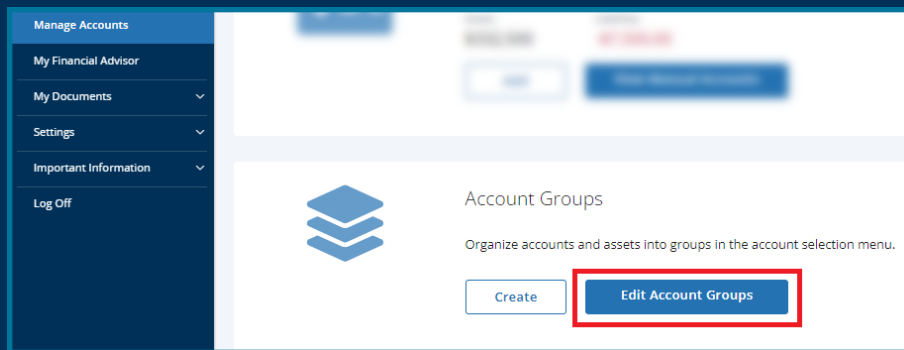 Manage Accounts
My Financial Advisor
My Documents
Settings
Important Information
Log Off
Account Groups
Organize accounts and assets into groups in the account selection menu.
Create
Edit Account Groups